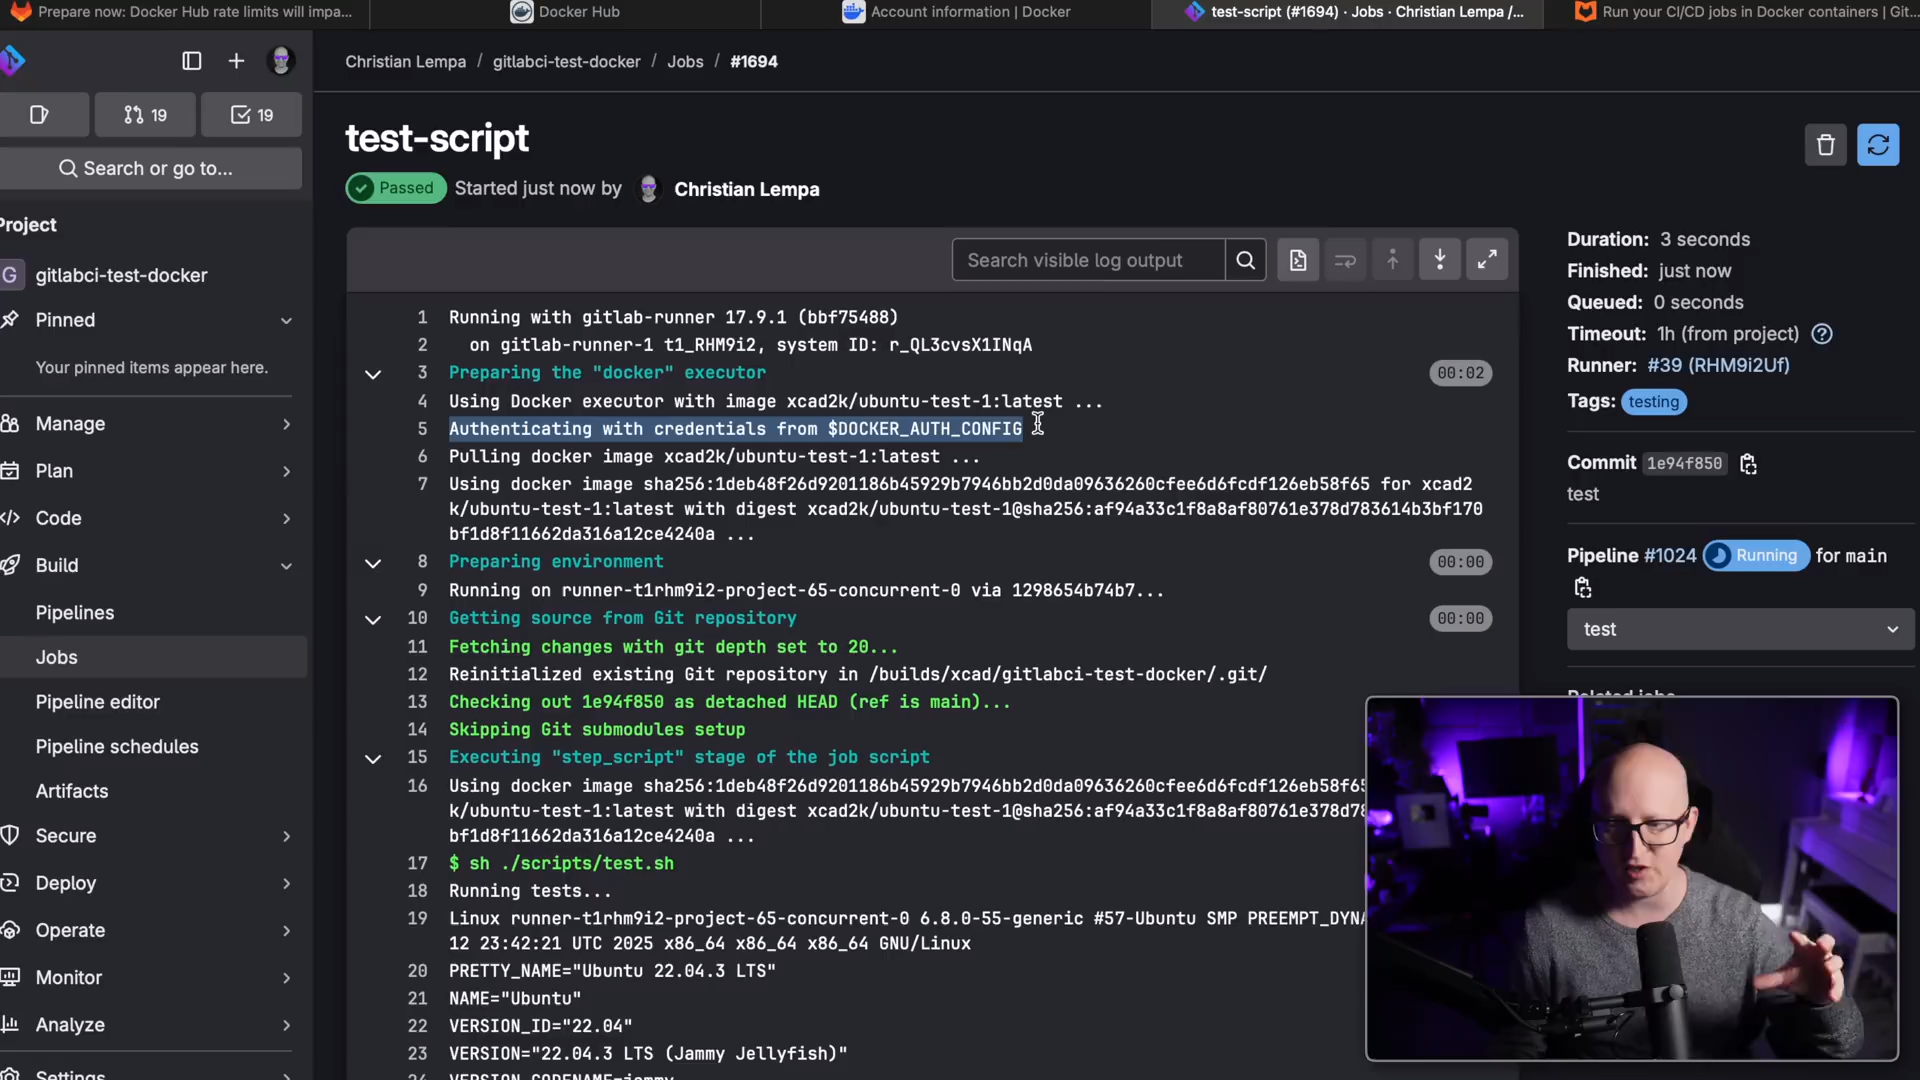 Prepare now: Docker Hub rate limits will impa...
Docker Hub
Account information | Docker
test-script (#1694) · Jobs · Christian Lempa /...
Run your CI/CD jobs in Docker containers | Git...
Christian Lempa / gitlabci-test-docker / Jobs / #1694
19
19
Search or go to...
Project
G gitlabci-test-docker
Pinned
Your pinned items appear here.
Manage
Plan
Code
Build
Pipelines
Jobs
Pipeline editor
Pipeline schedules
Artifacts
Secure
Deploy
Operate
Monitor
Analyze
Settings
test-script
Passed Started just now by Christian Lempa
Search visible log output
1 Running with gitlab-runner 17.9.1 (bbf75488)
2 on gitlab-runner-1 t1_RHM9i2, system ID: r_QL3cvsX1INqA
3 Preparing the "docker" executor 00:02
4 Using Docker executor with image xcad2k/ubuntu-test-1:latest ...
5 Authenticating with credentials from $DOCKER_AUTH_CONFIG
6 Pulling docker image xcad2k/ubuntu-test-1:latest ...
7 Using docker image sha256:1deb48f26d9201186b45929b7946bb2d0da09636260cfee6d6fcdf126eb58f65 for xcad2
k/ubuntu-test-1:latest with digest xcad2k/ubuntu-test-1@sha256:af94a33c1f8a8af80761e378d783614b3bf170
bf1d8f11662da316a12ce4240a ...
8 Preparing environment 00:00
9 Running on runner-t1rhm9i2-project-65-concurrent-0 via 1298654b74b7...
10 Getting source from Git repository 00:00
11 Fetching changes with git depth set to 20...
12 Reinitialized existing Git repository in /builds/xcad/gitlabci-test-docker/.git/
13 Checking out 1e94f850 as detached HEAD (ref is main)...
14 Skipping Git submodules setup
15 Executing "step_script" stage of the job script
16 Using docker image sha256:1deb48f26d9201186b45929b7946bb2d0da09636260cfee6d6fcdf126eb58f65
k/ubuntu-test-1:latest with digest xcad2k/ubuntu-test-1@sha256:af94a33c1f8a8af80761e378d78
bf1d8f11662da316a12ce4240a ...
17 $ sh ./scripts/test.sh
18 Running tests...
19 Linux runner-t1rhm9i2-project-65-concurrent-0 6.8.0-55-generic #57-Ubuntu SMP PREEMPT_DYNA
12 23:42:21 UTC 2025 x86_64 x86_64 x86_64 GNU/Linux
20 PRETTY_NAME="Ubuntu 22.04.3 LTS"
21 NAME="Ubuntu"
22 VERSION_ID="22.04"
23 VERSION="22.04.3 LTS (Jammy Jellyfish)"
24 VERSION_CODENAME=jammy
Duration: 3 seconds
Finished: just now
Queued: 0 seconds
Timeout: 1h (from project)
Runner: #39 (RHM9i2Uf)
Tags: testing
Commit 1e94f850
test
Pipeline #1024 Running for main
test
Related jobs